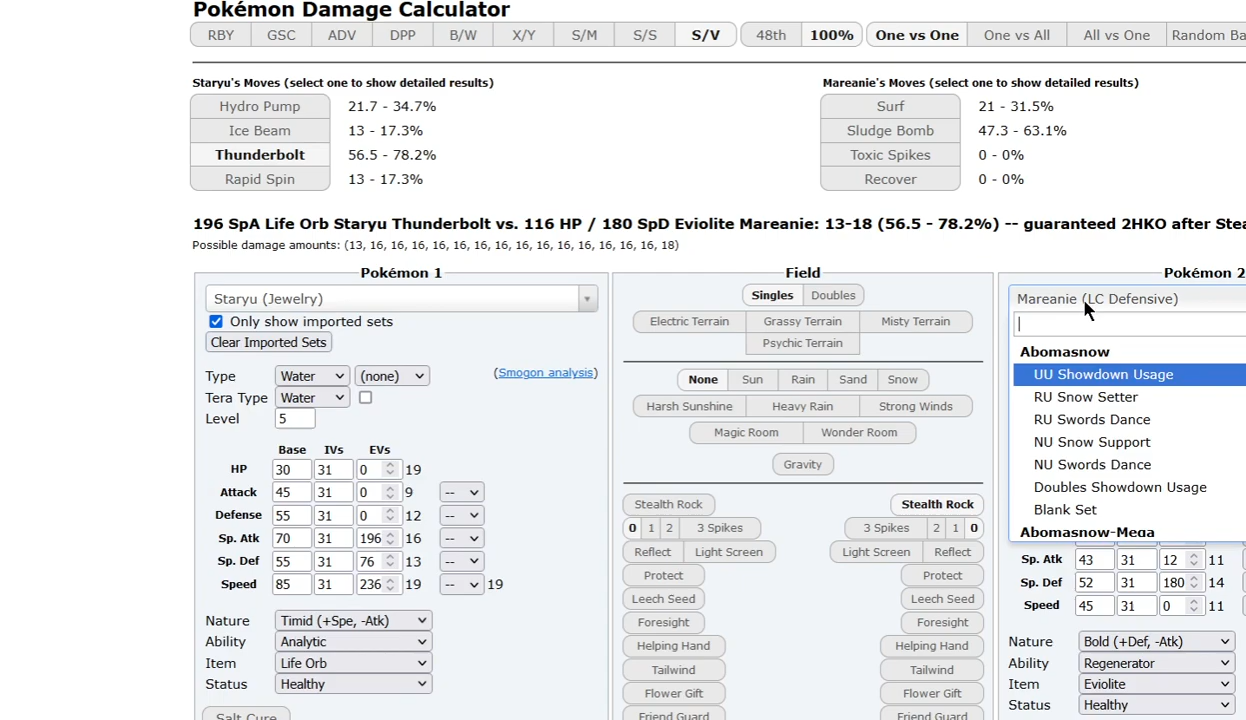 Pokémon Damage Calculator
RBY GSC ADV DPP B/W X/Y S/M S/S S/V 48th 100% One vs One One vs All All vs One Random Ba
Staryu's Moves (select one to show detailed results)
Hydro Pump 21.7 - 34.7%
Ice Beam 13 - 17.3%
Thunderbolt 56.5 - 78.2%
Rapid Spin 13 - 17.3%
Mareanie's Moves (select one to show detailed results)
Surf 21 - 31.5%
Sludge Bomb 47.3 - 63.1%
Toxic Spikes 0 - 0%
Recover 0 - 0%
196 SpA Life Orb Staryu Thunderbolt vs. 116 HP / 180 SpD Eviolite Mareanie: 13-18 (56.5 - 78.2%) -- guaranteed 2HKO after Stea
Possible damage amounts: (13, 16, 16, 16, 16, 16, 16, 16, 16, 16, 16, 16, 16, 16, 16, 18)
Pokémon 1
Staryu (Jewelry)
Only show imported sets
Clear Imported Sets
Type Water (none) (Smogon analysis)
Tera Type Water
Level 5
Base IVs EVs
HP 30 31 0 19
Attack 45 31 0 9 --
Defense 55 31 0 12 --
Sp. Atk 70 31 196 16 --
Sp. Def 55 31 76 13 --
Speed 85 31 236 19 -- 19
Nature Timid (+Spe, -Atk)
Ability Analytic
Item Life Orb
Status Healthy
Salt Cure
Field
Singles Doubles
Electric Terrain Grassy Terrain Misty Terrain
Psychic Terrain
None Sun Rain Sand Snow
Harsh Sunshine Heavy Rain Strong Winds
Magic Room Wonder Room
Gravity
Stealth Rock Stealth Rock
0 1 2 3 Spikes 3 Spikes 2 1 0
Reflect Light Screen Light Screen Reflect
Protect Protect
Leech Seed Leech Seed
Foresight Foresight
Helping Hand Helping Hand
Tailwind Tailwind
Flower Gift Flower Gift
Friend Guard Friend Guard
Pokémon 2
Mareanie (LC Defensive)
Abomasnow
UU Showdown Usage
RU Snow Setter
RU Swords Dance
NU Snow Support
NU Swords Dance
Doubles Showdown Usage
Blank Set
Abomasnow-Mega
Sp. Atk 43 31 12 11
Sp. Def 52 31 180 14
Speed 45 31 0 11
Nature Bold (+Def, -Atk)
Ability Regenerator
Item Eviolite
Status Healthy